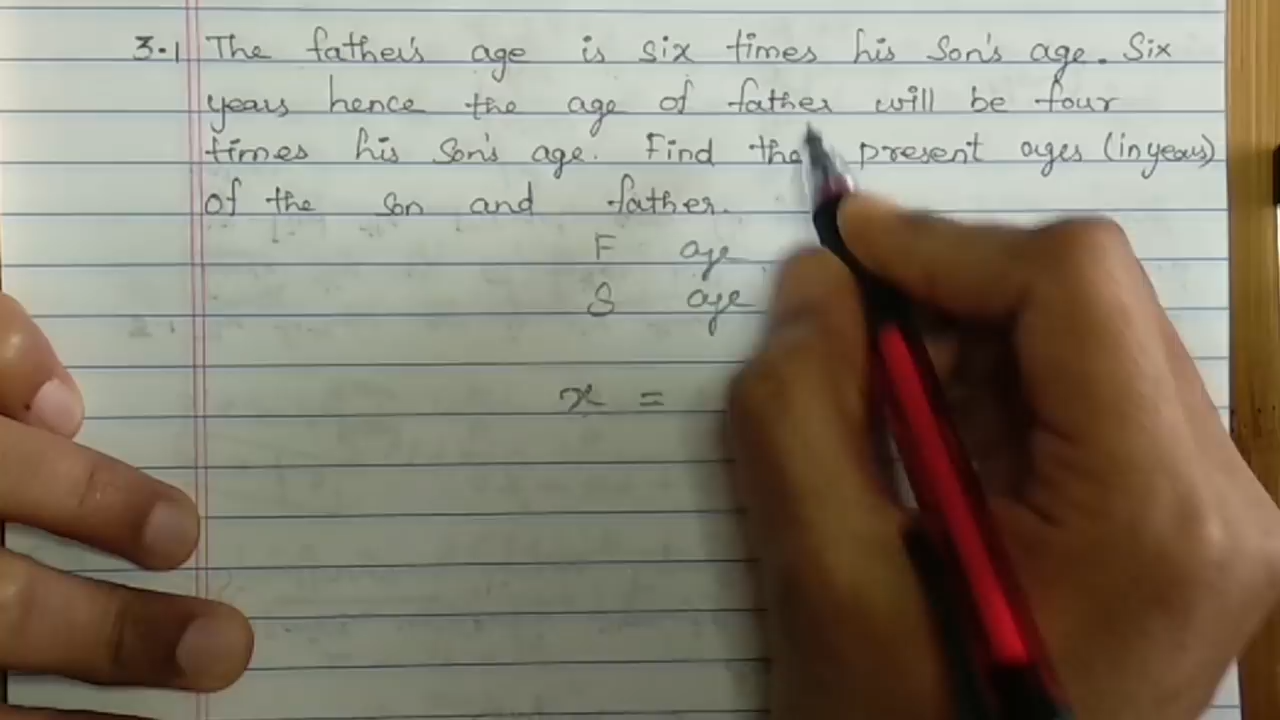 3.1 The father's age is six times his Son's age. Six
years hence the age of father will be four
times his Son's age. Find the present ages (in years)
of the son and father.
F age
S age
x =